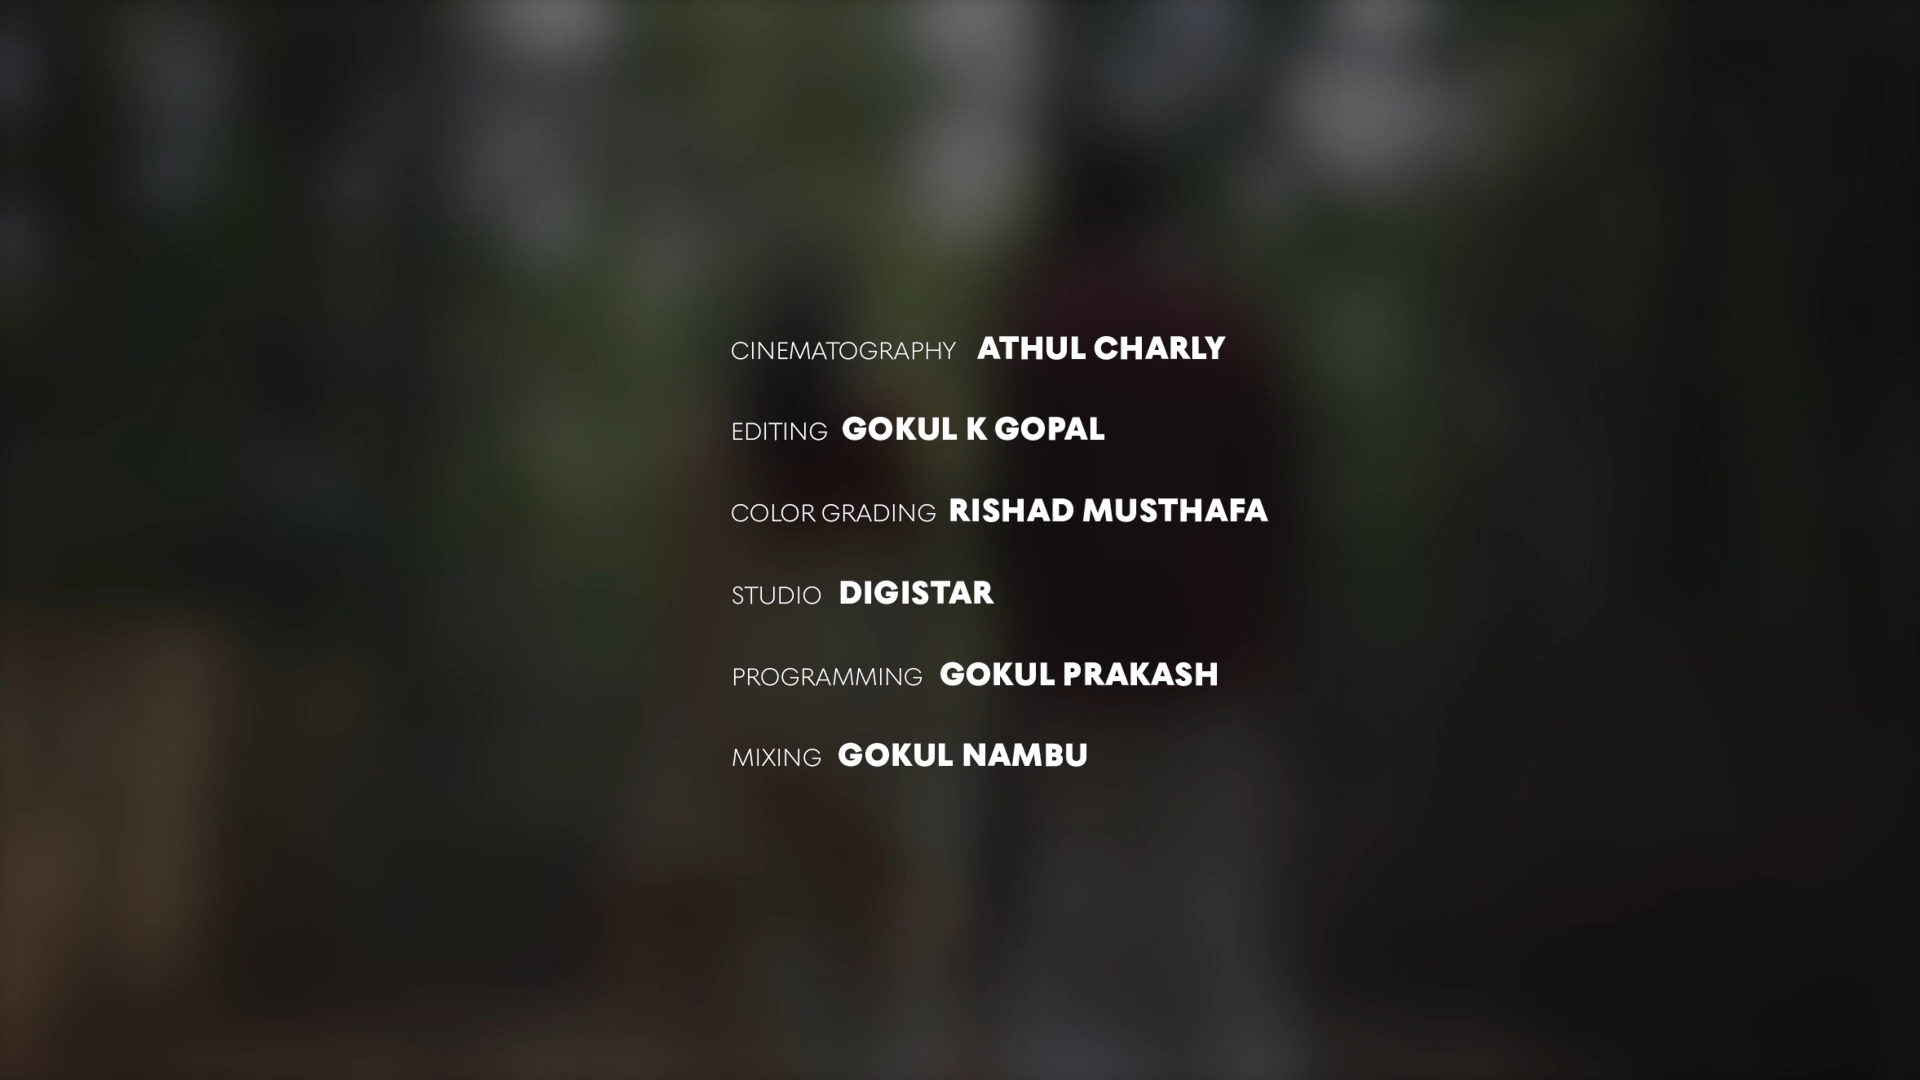 CINEMATOGRAPHY ATHUL CHARLY
EDITING GOKUL K GOPAL
COLOR GRADING RISHAD MUSTHAFA
STUDIO DIGISTAR
PROGRAMMING GOKUL PRAKASH
MIXING GOKUL NAMBU